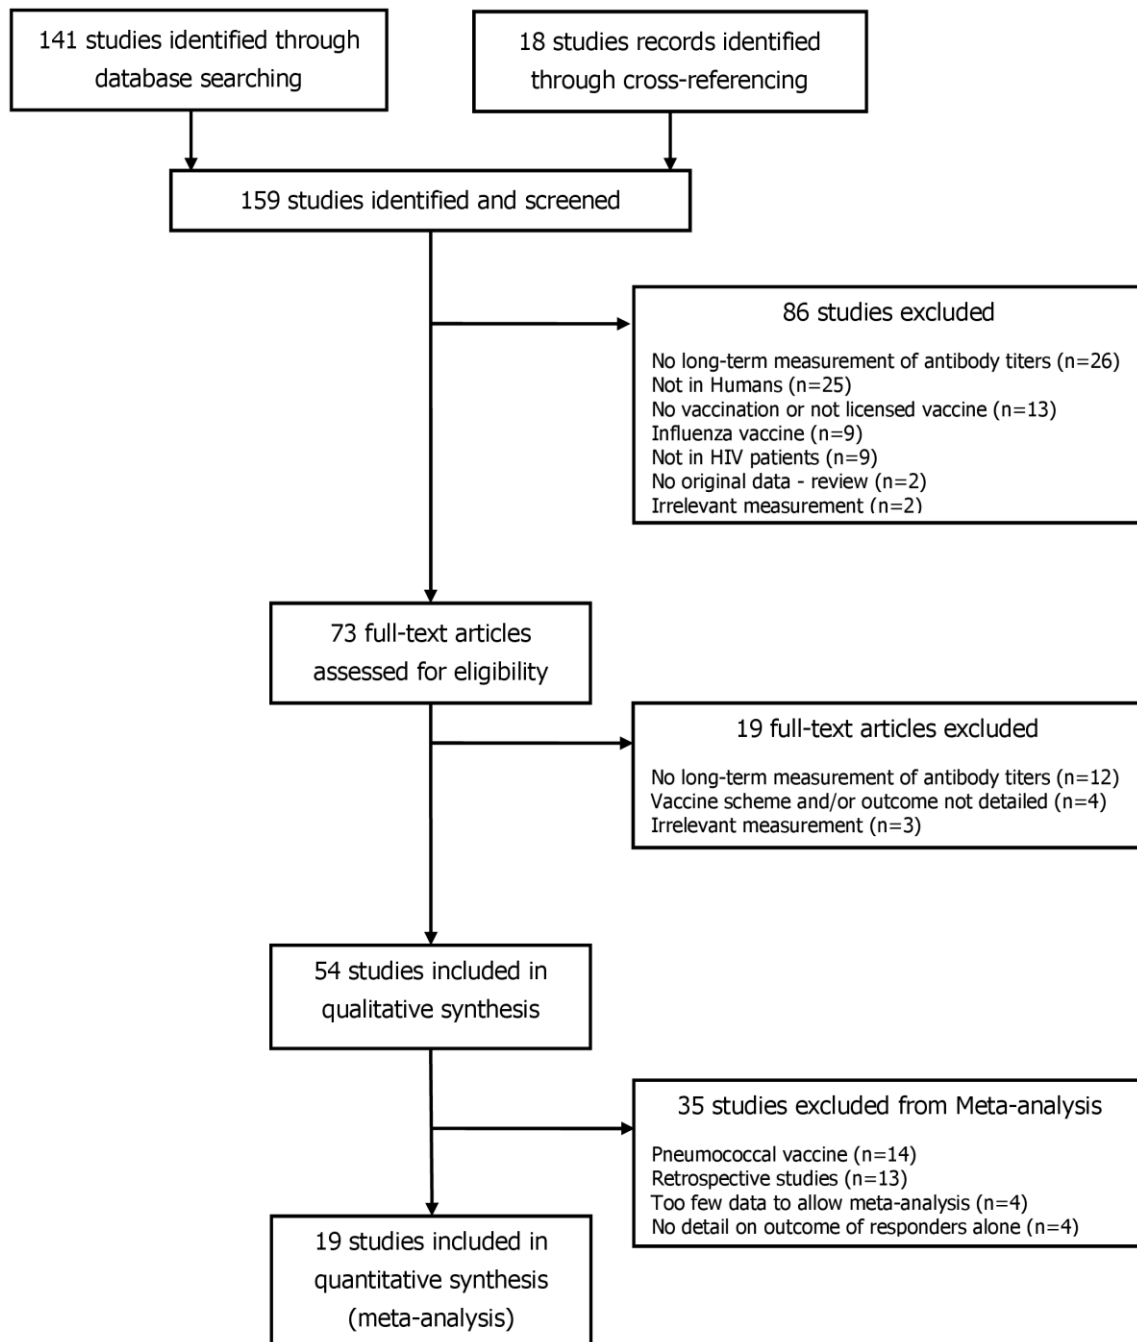 141 studies identified through
database searching
18 studies records identified
through cross-referencing
159 studies identified and screened
86 studies excluded
No long-term measurement of antibody titers (n=26)
Not in Humans (n=25)
No vaccination or not licensed vaccine (n=13)
Influenza vaccine (n=9)
Not in HIV patients (n=9)
No original data - review (n=2)
Irrelevant measurement (n=2)
73 full-text articles
assessed for eligibility
19 full-text articles excluded
No long-term measurement of antibody titers (n=12)
Vaccine scheme and/or outcome not detailed (n=4)
Irrelevant measurement (n=3)
54 studies included in
qualitative synthesis
35 studies excluded from Meta-analysis
Pneumococcal vaccine (n=14)
Retrospective studies (n=13)
Too few data to allow meta-analysis (n=4)
No detail on outcome of responders alone (n=4)
19 studies included in
quantitative synthesis
(meta-analysis)